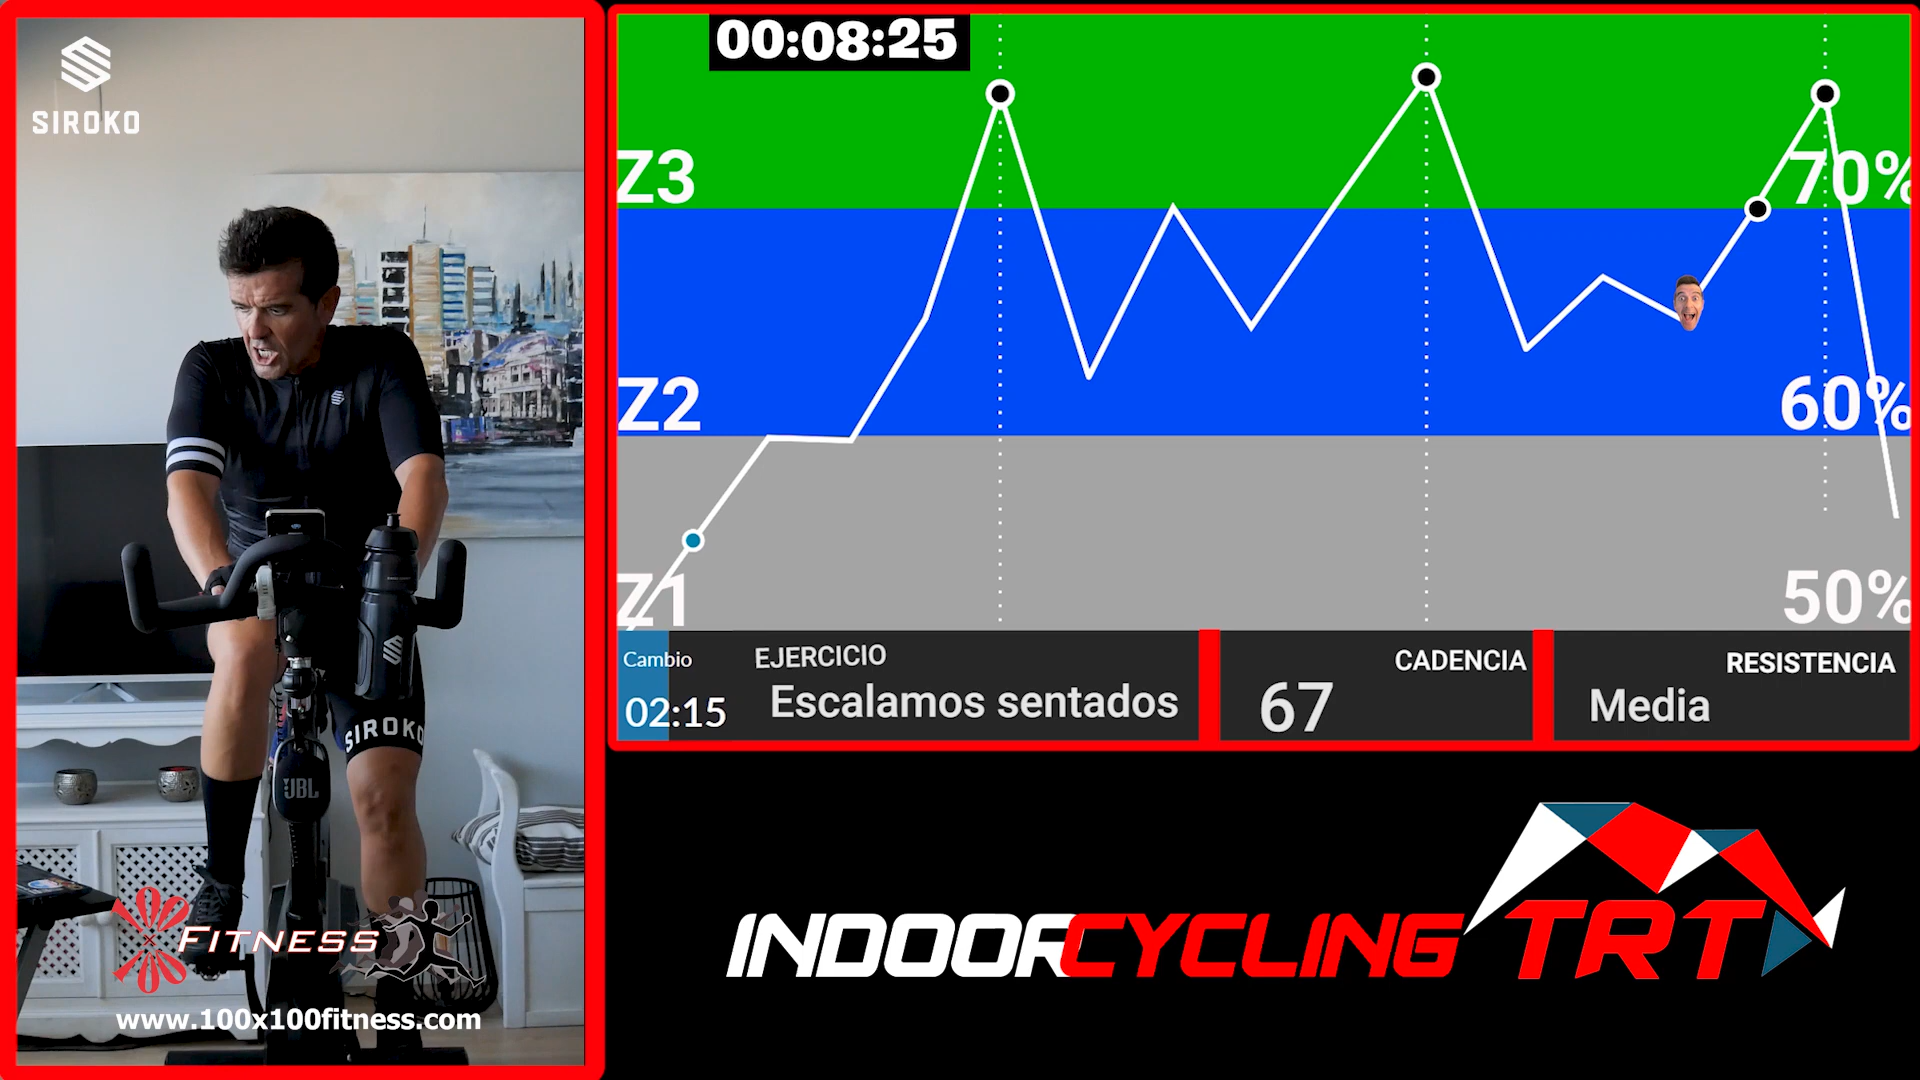 SIROKO
SIROKO
JBL
FITNESS
www.100x100fitness.com
00:08:25
Z3
70%
Z2
60%
Z1
50%
Cambio
02:15
EJERCICIO
Escalamos sentados
CADENCIA
67
RESISTENCIA
Media
INDOORCYCLING TRT